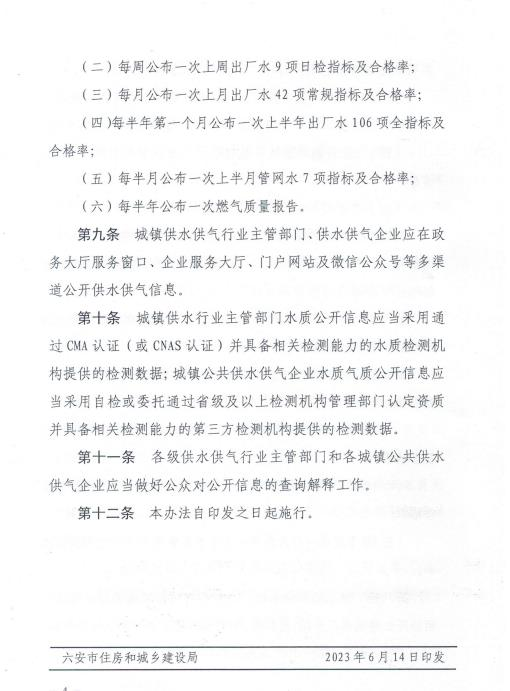 （二）每周公布一次上周出厂水 9 项日检指标及合格率；
（三）每月公布一次上月出厂水 42 项常规指标及合格率；
（四）每半年第一个月公布一次上半年出厂水 106 项全指标及
合格率；
（五）每半月公布一次上半月管网水 7 项指标及合格率；
（六）每半年公布一次燃气质量报告。
第九条　城镇供水供气行业主管部门、供水供气企业应在政
务大厅服务窗口、企业服务大厅、门户网站及微信公众号等多渠
道公开供水供气信息。
第十条　城镇供水行业主管部门水质公开信息应当采用通
过 CMA 认证（或 CNAS 认证）并具备相关检测能力的水质检测机
构提供的检测数据；城镇公共供水供气企业水质气质公开信息应
当采用自检或委托通过省级及以上检测机构管理部门认定资质
并具备相关检测能力的第三方检测机构提供的检测数据。
第十一条　各级供水供气行业主管部门和各城镇公共供水
供气企业应当做好公众对公开信息的查询解释工作。
第十二条　本办法自印发之日起施行。
六安市住房和城乡建设局　2023 年 6 月 14 日印发